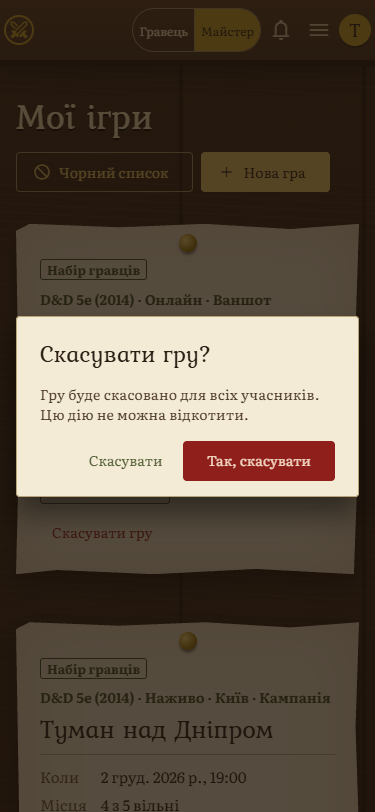 Гравець Майстер T
Мої ігри
Чорний список
Нова гра
Набір гравців
D&D 5e (2014) · Онлайн · Ваншот
Скасувати гру?
Гру буде скасовано для всіх учасників.
Цю дію не можна відкотити.
Скасувати
Так, скасувати
Скасувати гру
Набір гравців
D&D 5e (2014) · Наживо · Київ · Кампанія
Туман над Дніпром
Коли 2 груд. 2026 р., 19:00
Місця 4 з 5 вільні